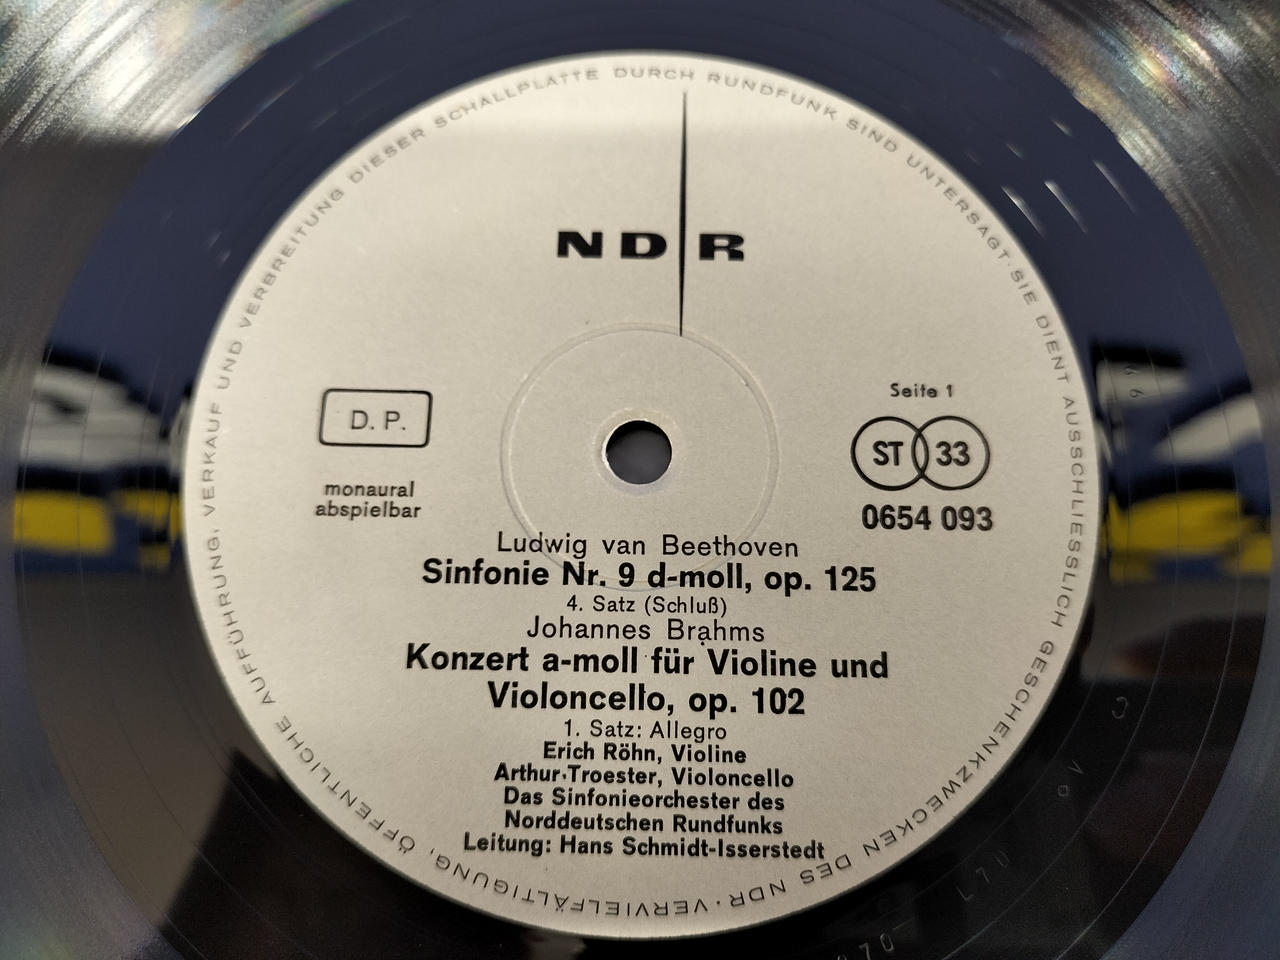 VERVIELFÄLTIGUNG, ÖFFENTLICHE AUFFÜHRUNG, VERKAUF UND VERBREITUNG DIESER SCHALLPLATTE DURCH RUNDFUNK SIND UNTERSAGT · SIE DIENT AUSSCHLIESSLICH GESCHENKZWECKEN DES NDR ·
NDR
D. P.
monaural
abspielbar
Seite 1
ST 33
0654 093
Ludwig van Beethoven
Sinfonie Nr. 9 d-moll, op. 125
4. Satz (Schluß)
Johannes Brahms
Konzert a-moll für Violine und
Violoncello, op. 102
1. Satz: Allegro
Erich Röhn, Violine
Arthur Troester, Violoncello
Das Sinfonieorchester des
Norddeutschen Rundfunks
Leitung: Hans Schmidt-Isserstedt